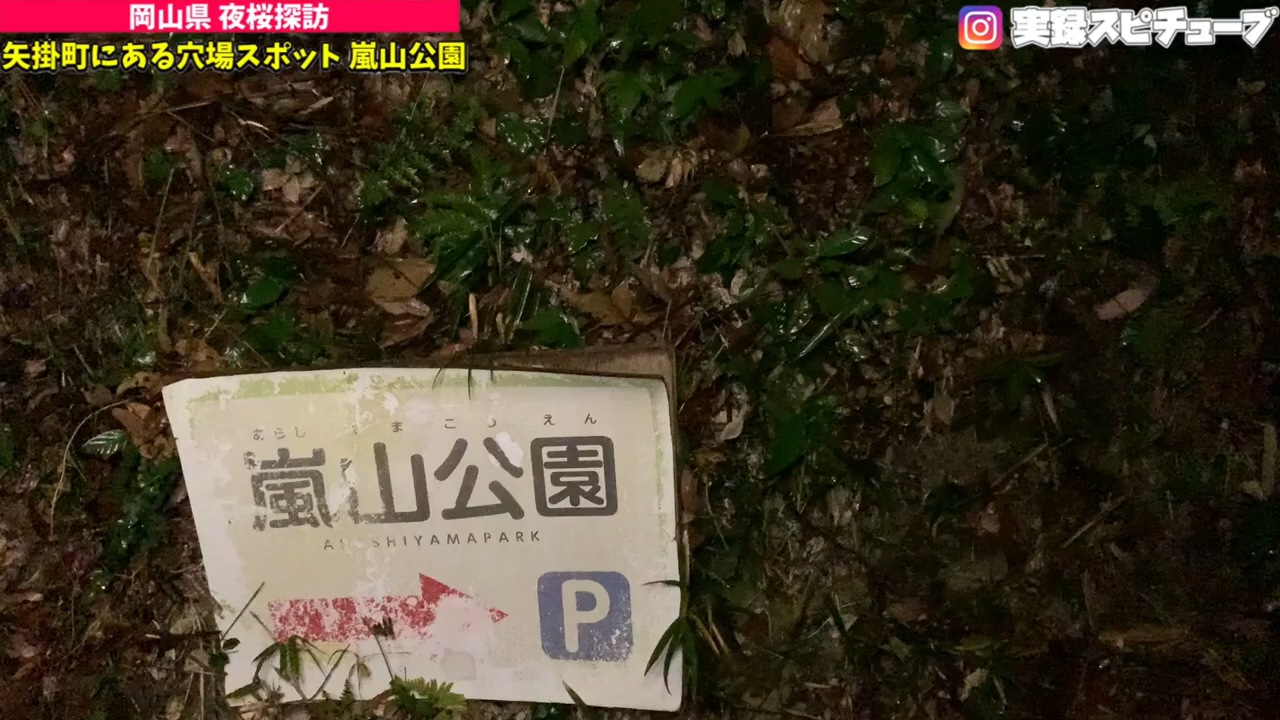 岡山県 夜桜探訪
矢掛町にある穴場スポット 嵐山公園
実録スピチューブ
らし ま こ え ん
嵐山公園
A SHIYAMAPARK
P